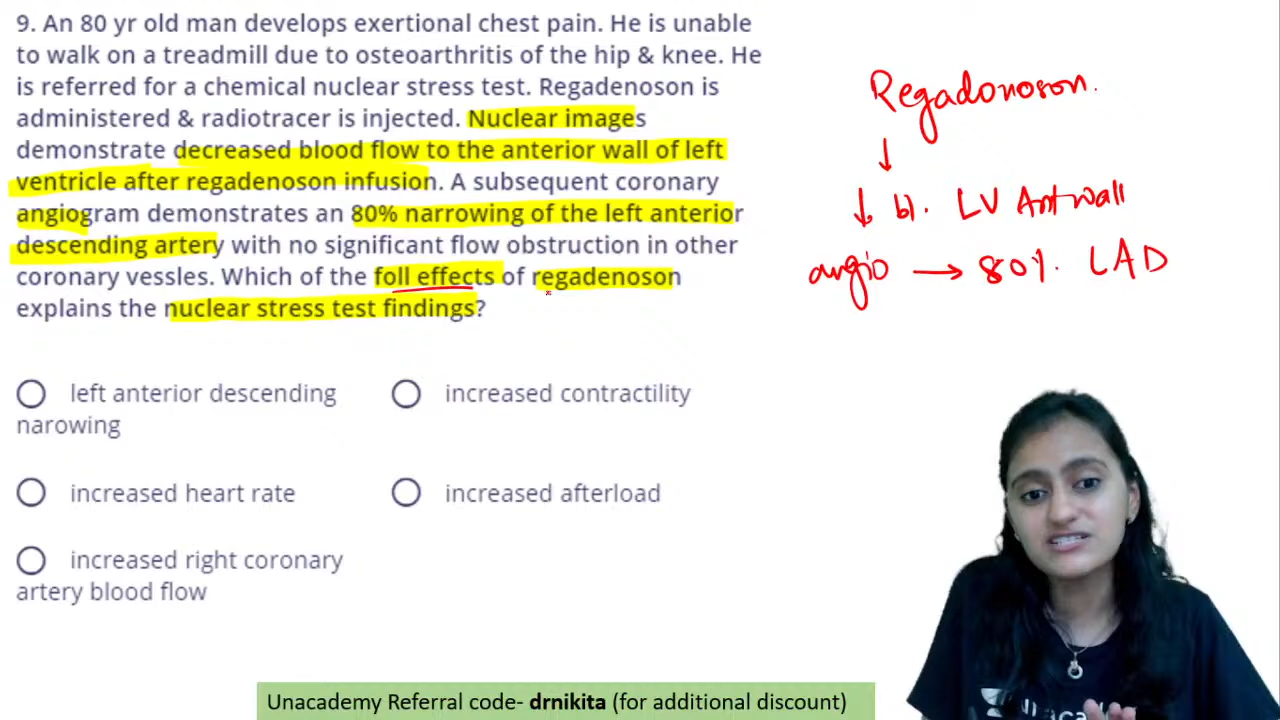 9. An 80 yr old man develops exertional chest pain. He is unable
to walk on a treadmill due to osteoarthritis of the hip & knee. He
is referred for a chemical nuclear stress test. Regadenoson is
administered & radiotracer is injected. Nuclear images
demonstrate decreased blood flow to the anterior wall of left
ventricle after regadenoson infusion. A subsequent coronary
angiogram demonstrates an 80% narrowing of the left anterior
descending artery with no significant flow obstruction in other
coronary vessles. Which of the foll effects of regadenoson
explains the nuclear stress test findings?
left anterior descending
narowing
increased contractility
increased heart rate
increased afterload
increased right coronary
artery blood flow
Regadonoson.
↓
↓ bl. LV Ant wall
angio → 80%. LAD
Unacademy Referral code- drnikita (for additional discount)